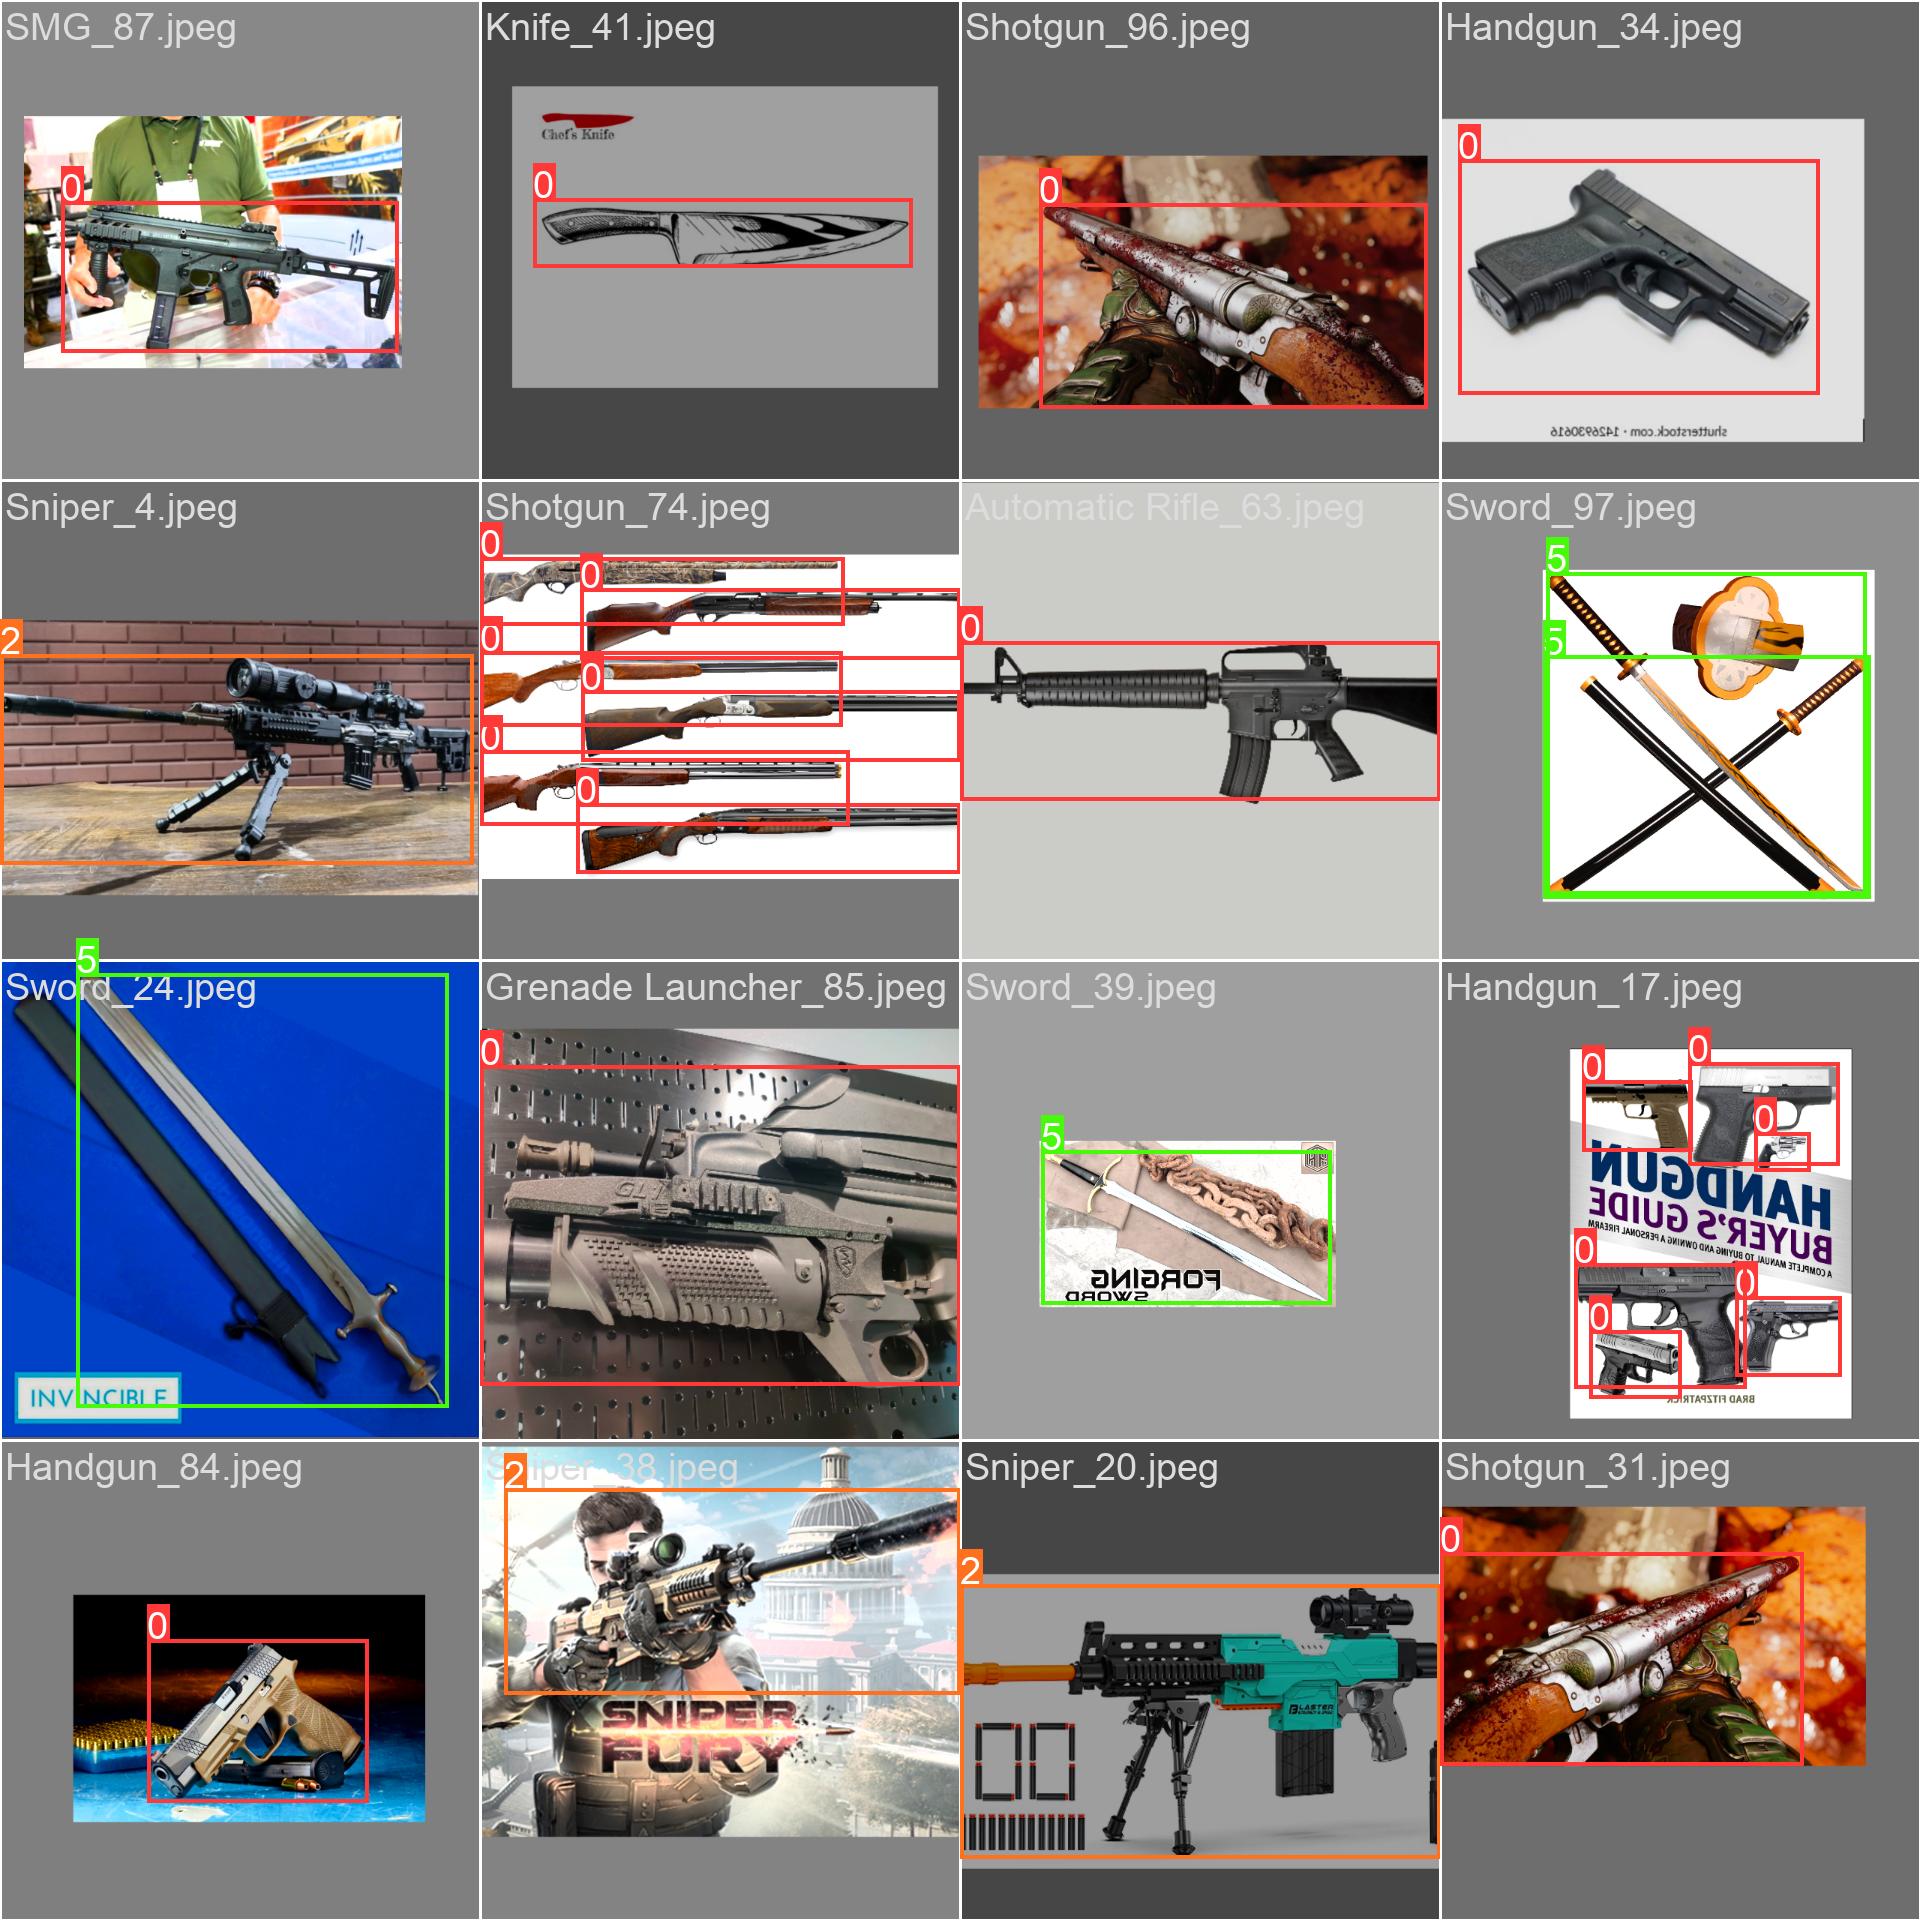 SMG_87.jpeg
Knife_41.jpeg
Shotgun_96.jpeg
Handgun_34.jpeg
0
0
0
0
Chef's Knife
shutterstock.com · 1426930616
Sniper_4.jpeg
Shotgun_74.jpeg
Automatic Rifle_63.jpeg
Sword_97.jpeg
2
0
0
0
0
0
0
0
5
5
Sword_24.jpeg
Grenade Launcher_85.jpeg
Sword_39.jpeg
Handgun_17.jpeg
5
INVINCIBLE
0
GL1
5
FORGING
SWORD
0
0
0
HANDGUN
BUYER'S GUIDE
A COMPLETE MANUAL TO BUYING AND OWNING A PERSONAL FIREARM
0
0
0
BRAD FITZPATRICK
Handgun_84.jpeg
Sniper_38.jpeg
Sniper_20.jpeg
Shotgun_31.jpeg
0
2
SNIPER
FURY
2
BLASTER
0